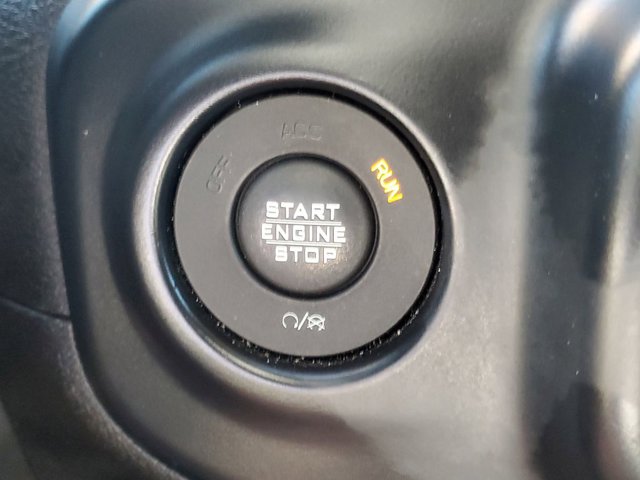 ACC
OFF
RUN
START
ENGINE
STOP